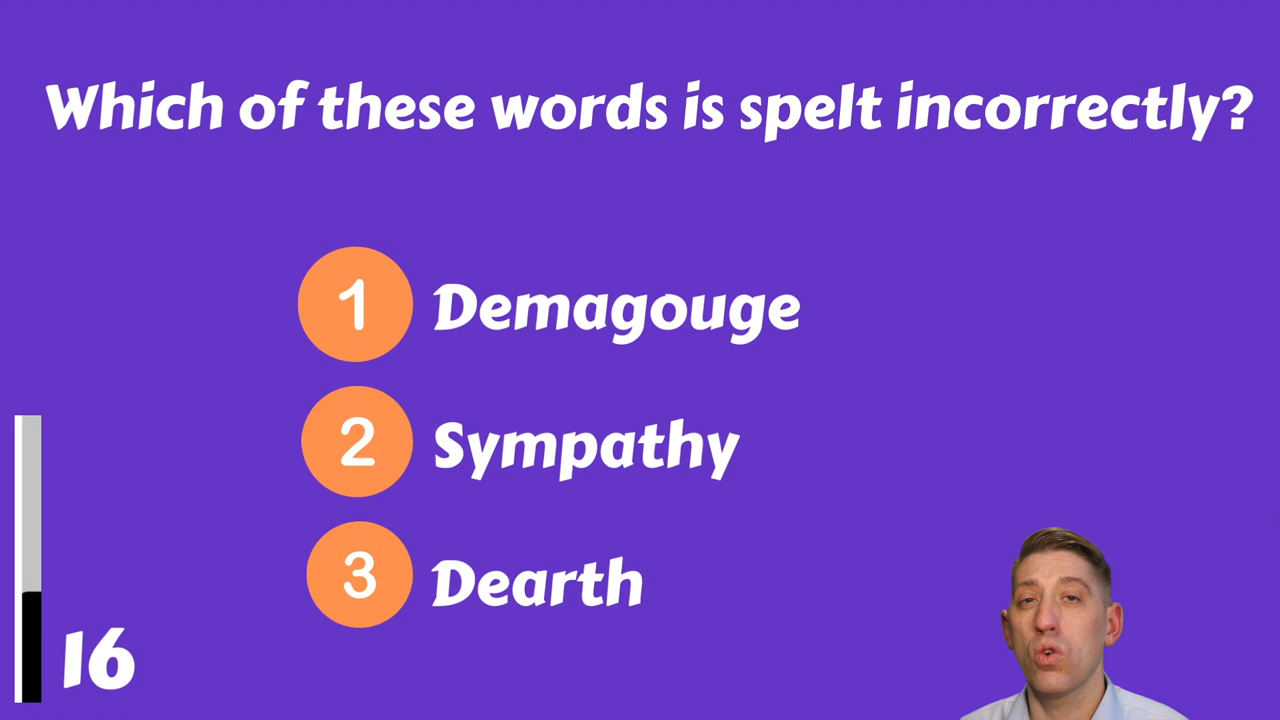 Which of these words is spelt incorrectly?
1 Demagouge
2 Sympathy
3 Dearth
16